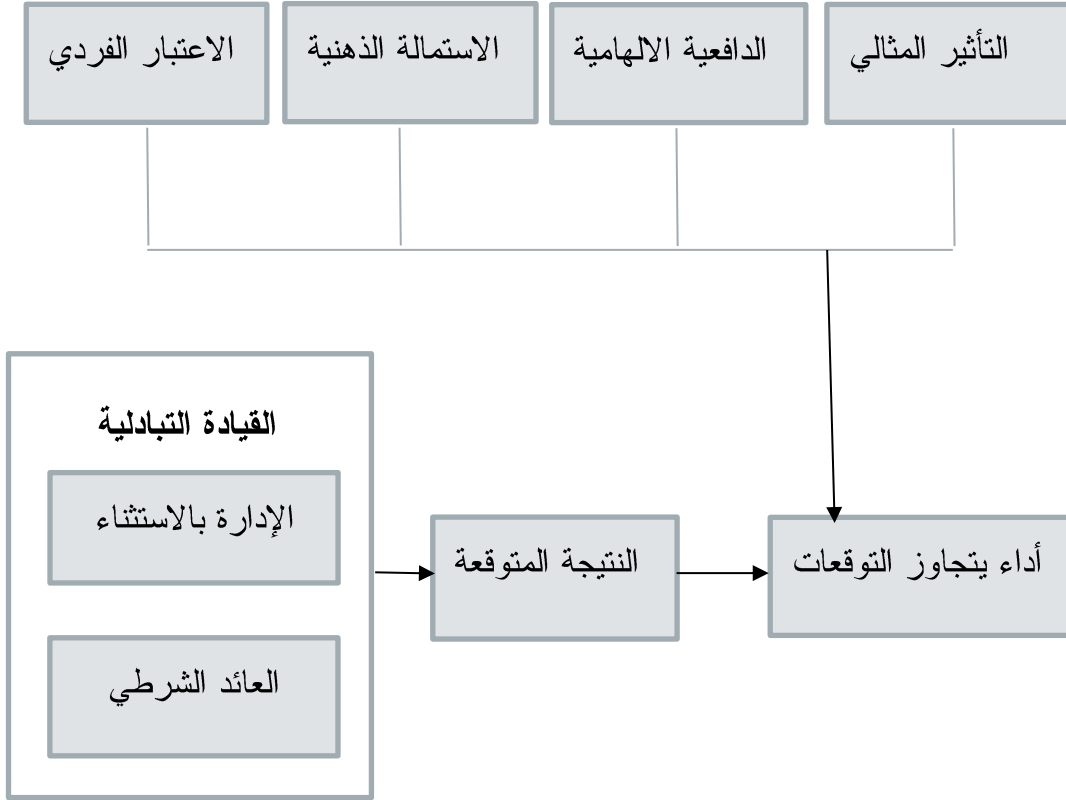 التأثير المثالي
الدافعية الالهامية
الاستمالة الذهنية
الاعتبار الفردي
القيادة التبادلية
الإدارة بالاستثناء
العائد الشرطي
النتيجة المتوقعة
أداء يتجاوز التوقعات